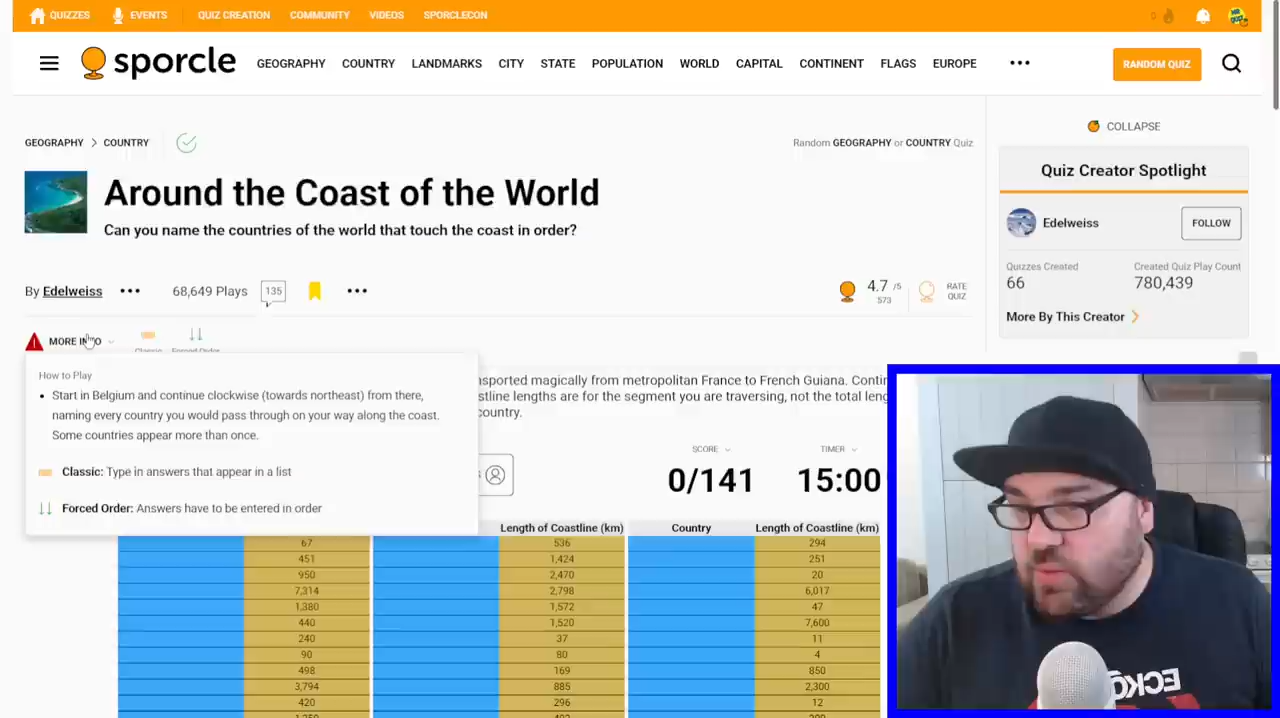 QUIZZES EVENTS QUIZ CREATION COMMUNITY VIDEOS SPORCLECON 0
sporcle GEOGRAPHY COUNTRY LANDMARKS CITY STATE POPULATION WORLD CAPITAL CONTINENT FLAGS EUROPE RANDOM QUIZ
COLLAPSE
GEOGRAPHY COUNTRY Random GEOGRAPHY or COUNTRY Quiz
Quiz Creator Spotlight
Around the Coast of the World
Can you name the countries of the world that touch the coast in order?
Edelweiss FOLLOW
Quizzes Created Created Quiz Play Count
66 780,439
More By This Creator
By Edelweiss 68,649 Plays 135 4.7 /5 573 RATE QUIZ
MORE INFO Classic Forced Order
How to Play
Start in Belgium and continue clockwise (towards northeast) from there,
naming every country you would pass through on your way along the coast.
Some countries appear more than once.
Classic: Type in answers that appear in a list
Forced Order: Answers have to be entered in order
nsported magically from metropolitan France to French Guiana. Contin
stline lengths are for the segment you are traversing, not the total leng
country.
SCORE TIMER
0/141 15:00
Length of Coastline (km) Country Length of Coastline (km)
67 536 294
451 1,424 251
950 2,470 20
7,314 2,798 6,017
1,380 1,572 47
440 1,520 7,600
240 37 11
90 80 4
498 169 850
3,794 885 2,300
420 296 12